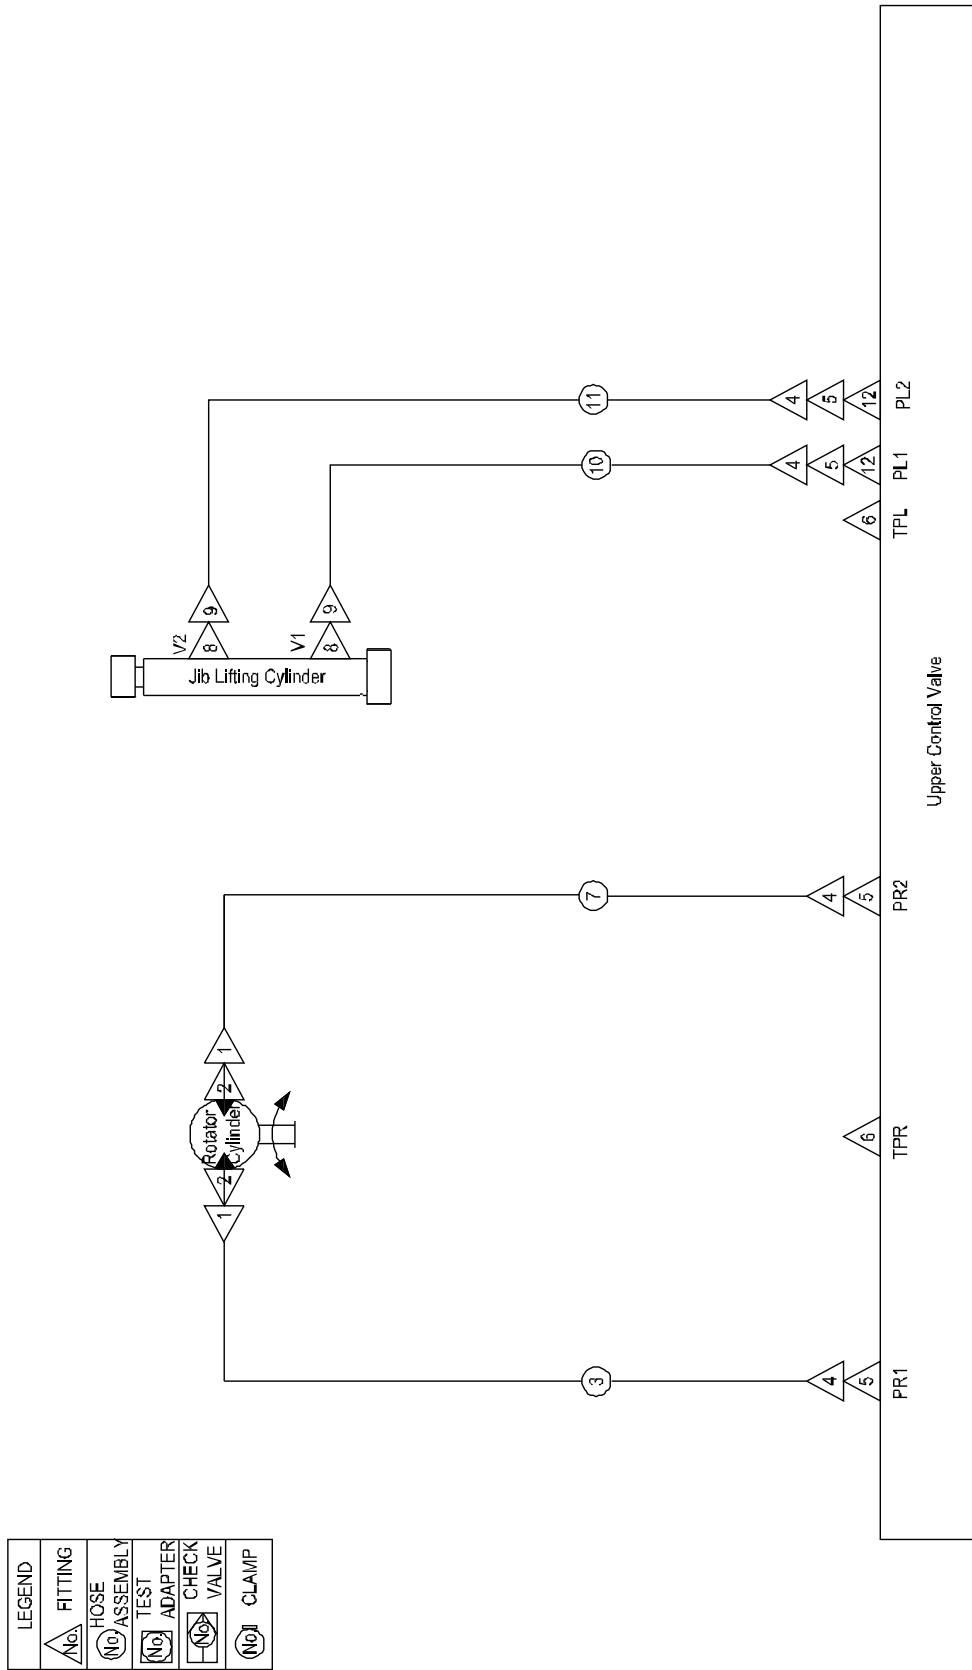 LEGEND
No. FITTING
No. HOSE
ASSEMBLY
No. TEST
ADAPTER
No. CHECK
VALVE
No. CLAMP
1
2
Rotator
Cylinder
2
1
3
7
4
5
PR1
6
TPR
4
5
PR2
V2
8
9
V1
8
9
Jib Lifting Cylinder
10
11
6
TPL
4
5
12
PL1
4
5
12
PL2
Upper Control Valve